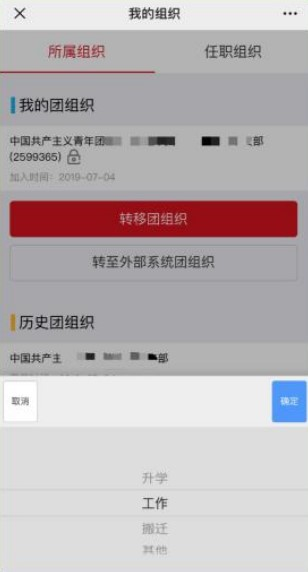 我的组织
所属组织 任职组织
我的团组织
中国共产主义青年团
部
(2599365)
加入时间：2019-07-04
转移团组织
转至外部系统团组织
历史团组织
中国共产主 部
取消 确定
升学
工作
搬迁
其他